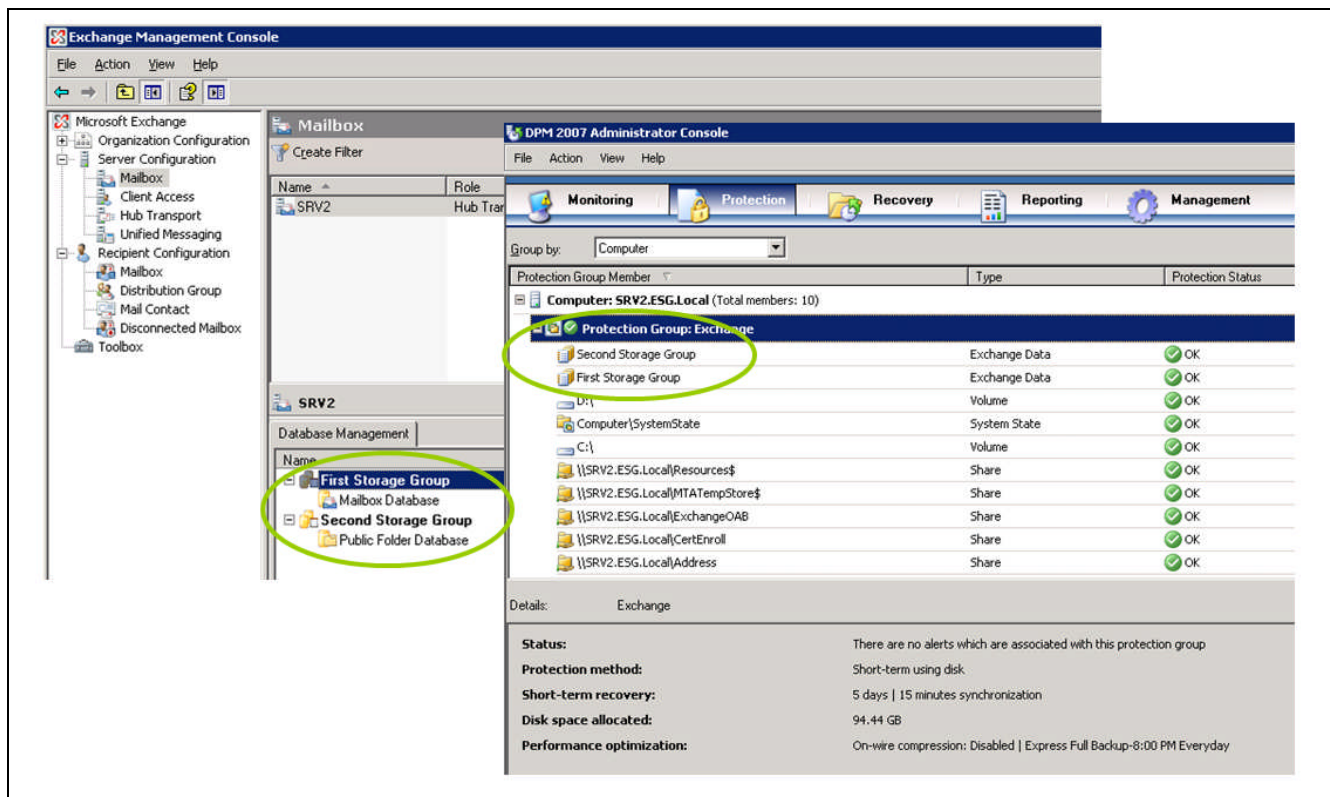 Exchange Management Console
File Action View Help
Microsoft Exchange
Organization Configuration
Server Configuration
Mailbox
Client Access
Hub Transport
Unified Messaging
Recipient Configuration
Mailbox
Distribution Group
Mail Contact
Disconnected Mailbox
Toolbox
Mailbox
Create Filter
Name Role
SRV2 Hub Tran
SRV2
Database Management
Name
First Storage Group
Mailbox Database
Second Storage Group
Public Folder Database
DPM 2007 Administrator Console
File Action View Help
Monitoring Protection Recovery Reporting Management
Group by: Computer
Protection Group Member Type Protection Status
Computer: SRV2.ESG.Local (Total members: 10)
Protection Group: Exchange
Second Storage Group Exchange Data OK
First Storage Group Exchange Data OK
D:\ Volume OK
Computer\SystemState System State OK
C:\ Volume OK
\\SRV2.ESG.Local\Resources$ Share OK
\\SRV2.ESG.Local\MTATempStore$ Share OK
\\SRV2.ESG.Local\ExchangeOAB Share OK
\\SRV2.ESG.Local\CertEnroll Share OK
\\SRV2.ESG.Local\Address Share OK
Details: Exchange
Status: There are no alerts which are associated with this protection group
Protection method: Short-term using disk
Short-term recovery: 5 days | 15 minutes synchronization
Disk space allocated: 94.44 GB
Performance optimization: On-wire compression: Disabled | Express Full Backup-8:00 PM Everyday